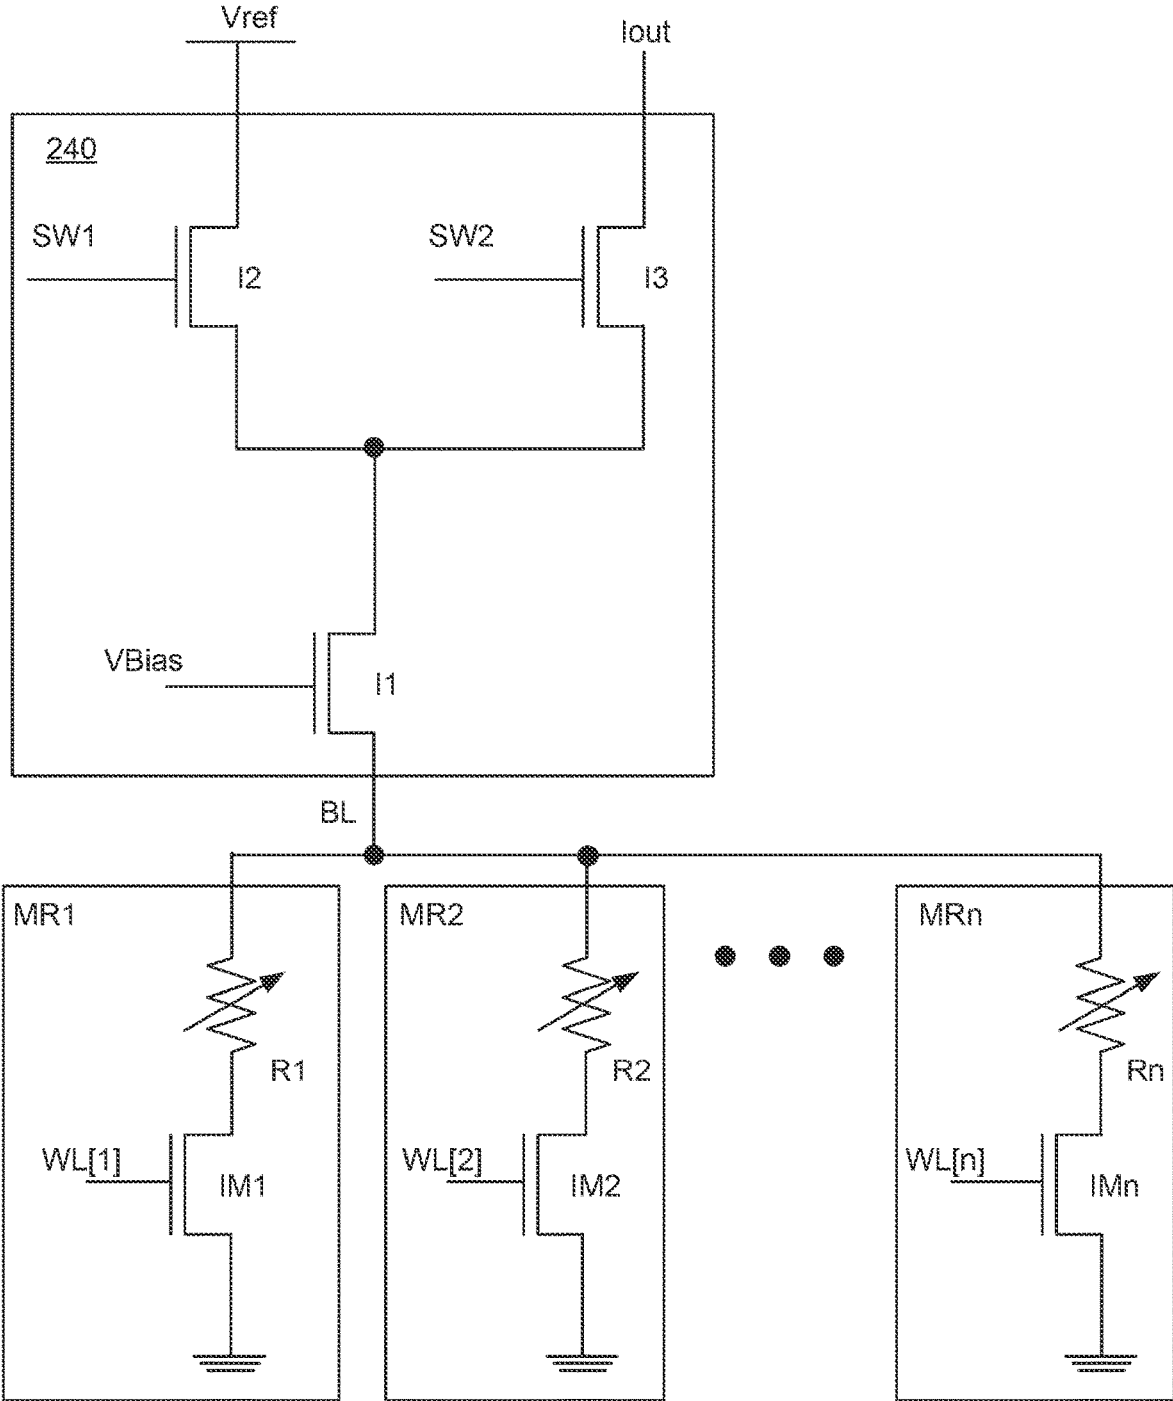 Vref
Iout
240
SW1
SW2
I2
I3
VBias
I1
BL
MR1
MR2
MRn
R1
R2
Rn
WL[1]
WL[2]
WL[n]
IM1
IM2
IMn